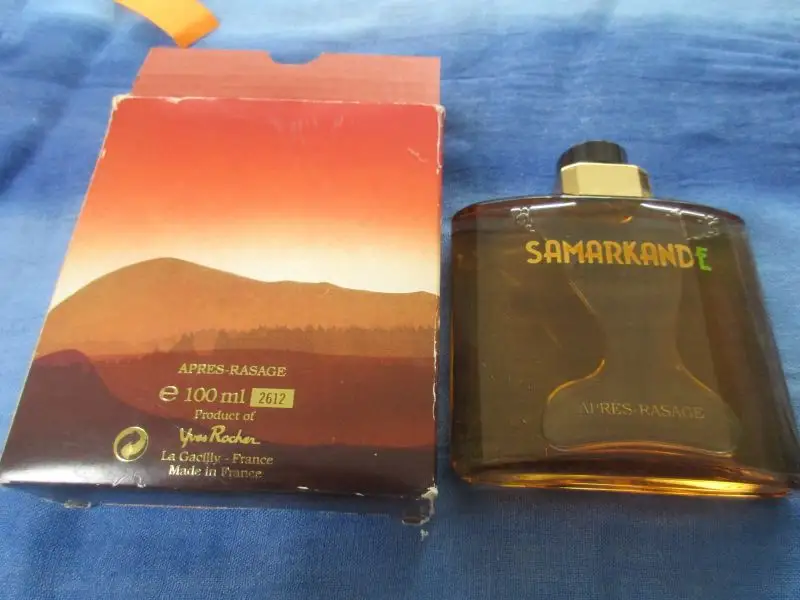 APRES-RASAGE
℮ 100 ml 2612
Product of
Yves Rocher
La Gacilly - France
Made in France
SAMARKANDE
APRES-RASAGE